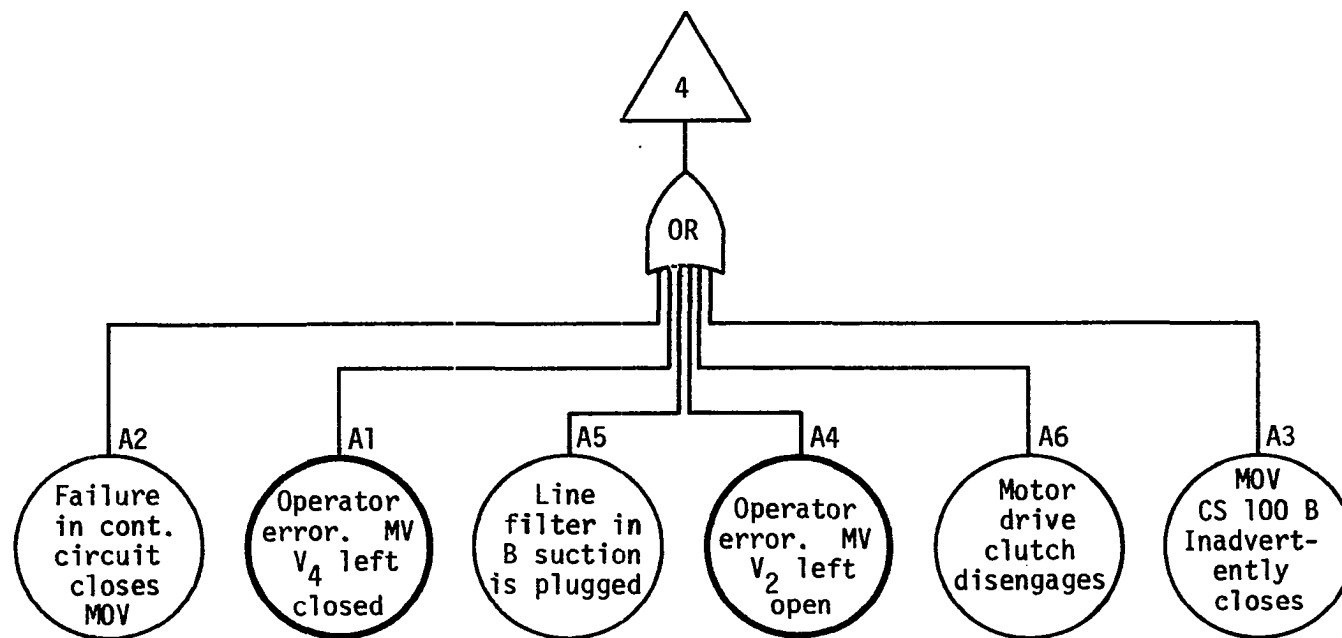 4
OR
A2
A1
A5
A4
A6
A3
Failure
in cont.
circuit
closes
MOV
Operator
error. MV
V4 left
closed
Line
filter in
B suction
is plugged
Operator
error. MV
V2 left
open
Motor
drive
clutch
disengages
MOV
CS 100 B
Inadvert-
ently
closes